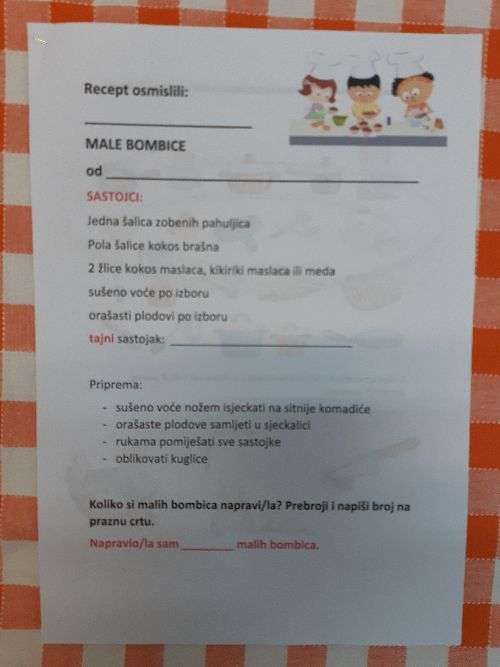 Recept osmislili:
MALE BOMBICE
od
SASTOJCI:
Jedna šalica zobenih pahuljica
Pola šalice kokos brašna
2 žlice kokos maslaca, kikiriki maslaca ili meda
sušeno voće po izboru
orašasti plodovi po izboru
tajni sastojak:
Priprema:
- sušeno voće nožem isjeckati na sitnije komadiće
- orašaste plodove samljeti u sjeckalici
- rukama pomiješati sve sastojke
- oblikovati kuglice
Koliko si malih bombica napravi/la? Prebroji i napiši broj na
praznu crtu.
Napravio/la sam ________ malih bombica.